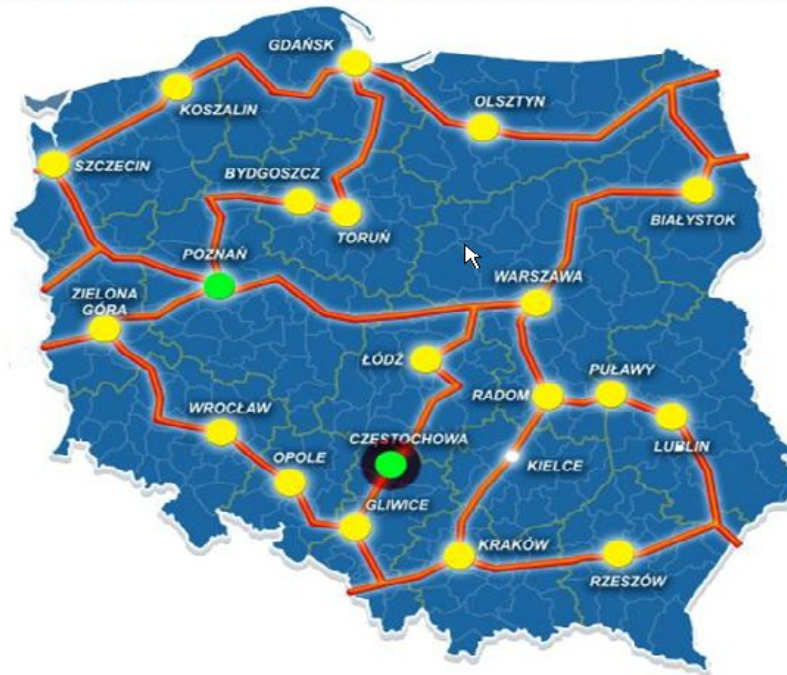 GDAŃSK
KOSZALIN
OLSZTYN
SZCZECIN
BYDGOSZCZ
TORUŃ
BIAŁYSTOK
POZNAŃ
WARSZAWA
ZIELONA
GÓRA
ŁÓDŹ
PUŁAWY
RADOM
WROCŁAW
CZĘSTOCHOWA
LUBLIN
OPOLE
KIELCE
GLIWICE
KRAKÓW
RZESZÓW